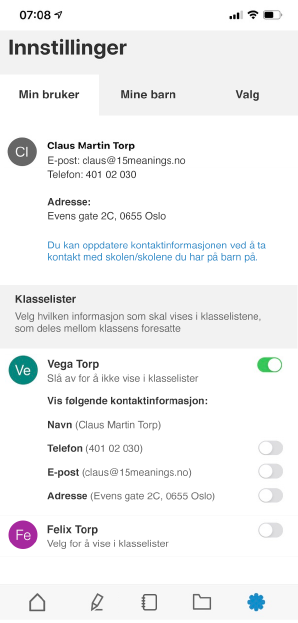 07:08
Innstillinger
Min bruker Mine barn Valg
Cl
Claus Martin Torp
E-post: claus@15meanings.no
Telefon: 401 02 030
Adresse:
Evens gate 2C, 0655 Oslo
Du kan oppdatere kontaktinformasjonen ved å ta
kontakt med skolen/skolene du har på barn på.
Klasselister
Velg hvilken informasjon som skal vises i klasselistene,
som deles mellom klassens foresatte
Ve
Vega Torp
Slå av for å ikke vise i klasselister
Vis følgende kontaktinformasjon:
Navn (Claus Martin Torp)
Telefon (401 02 030)
E-post (claus@15meanings.no)
Adresse (Evens gate 2C, 0655 Oslo)
Fe
Felix Torp
Velg for å vise i klasselister